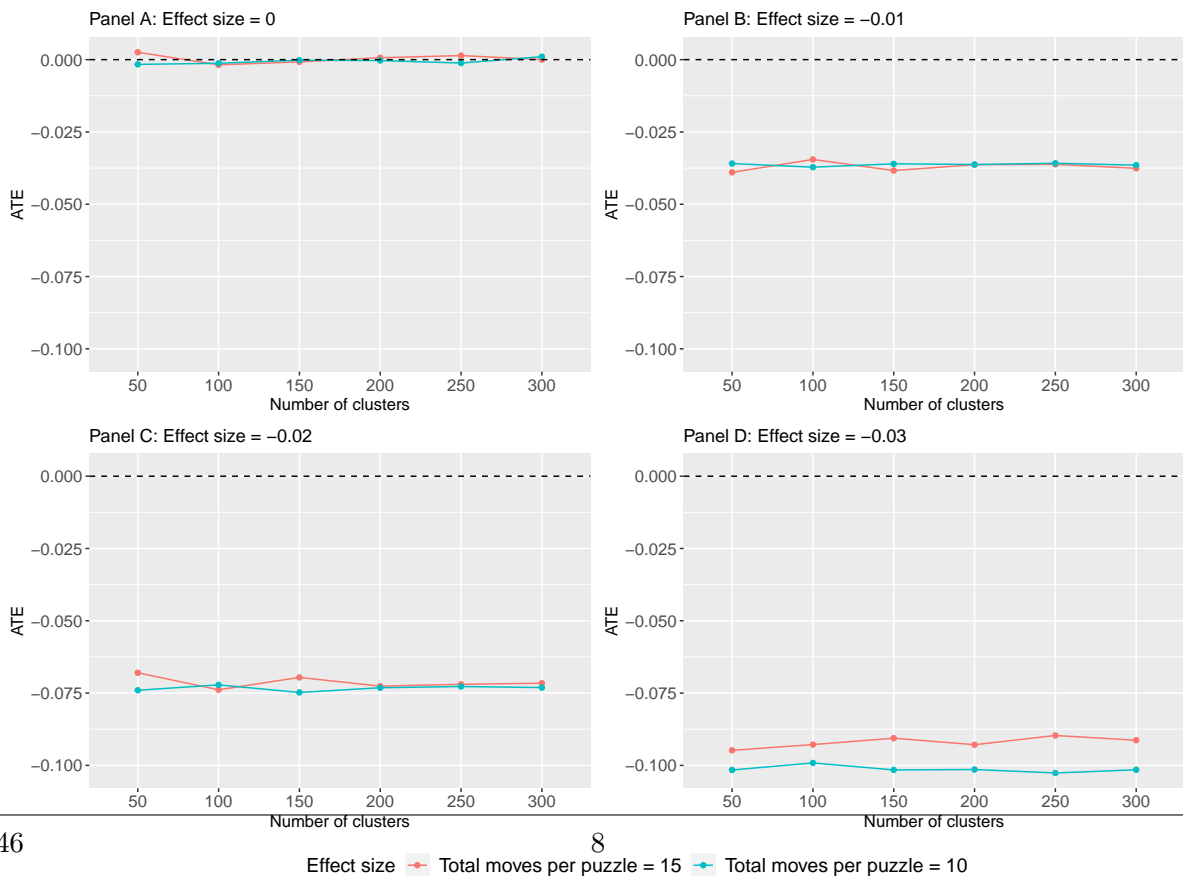 Panel A: Effect size = 0
0.000
−0.025
−0.050
−0.075
−0.100
ATE
50 100 150 200 250 300
Number of clusters
Panel B: Effect size = −0.01
0.000
−0.025
−0.050
−0.075
−0.100
ATE
50 100 150 200 250 300
Number of clusters
Panel C: Effect size = −0.02
0.000
−0.025
−0.050
−0.075
−0.100
ATE
50 100 150 200 250 300
Number of clusters
Panel D: Effect size = −0.03
0.000
−0.025
−0.050
−0.075
−0.100
ATE
50 100 150 200 250 300
Number of clusters
46 8
Effect size Total moves per puzzle = 15 Total moves per puzzle = 10